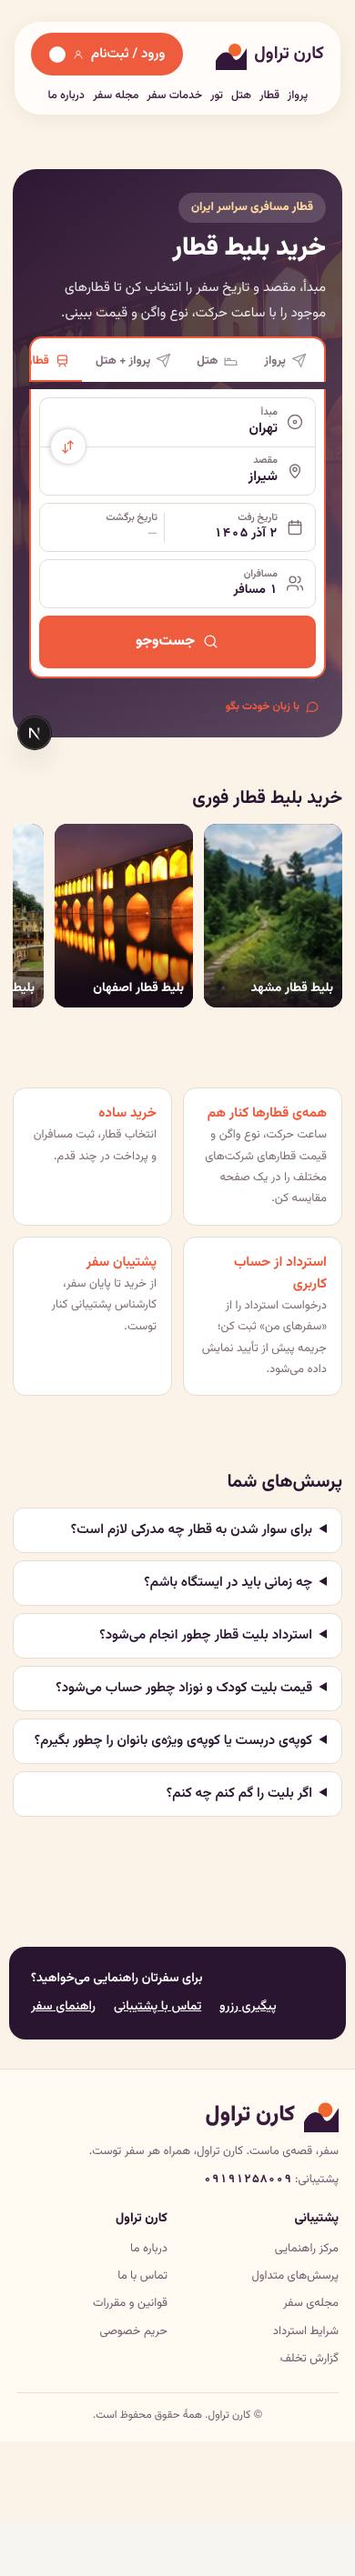 کارن تراول
ورود / ثبت‌نام
پرواز قطار هتل تور خدمات سفر مجله سفر درباره ما
قطار مسافری سراسر ایران
خرید بلیط قطار
مبدأ، مقصد و تاریخ سفر را انتخاب کن تا قطارهای
موجود را با ساعت حرکت، نوع واگن و قیمت ببینی.
پرواز
هتل
پرواز + هتل
قطار
مبدأ
تهران
مقصد
شیراز
تاریخ رفت
۲ آذر ۱۴۰۵
تاریخ برگشت
—
مسافران
۱ مسافر
جست‌وجو
با زبان خودت بگو
N
خرید بلیط قطار فوری
بلیط قطار مشهد
بلیط قطار اصفهان
بلیط
همه‌ی قطارها کنار هم
ساعت حرکت، نوع واگن و
قیمت قطارهای شرکت‌های
مختلف را در یک صفحه
مقایسه کن.
خرید ساده
انتخاب قطار، ثبت مسافران
و پرداخت در چند قدم.
استرداد از حساب
کاربری
درخواست استرداد را از
«سفرهای من» ثبت کن؛
جریمه پیش از تأیید نمایش
داده می‌شود.
پشتیبان سفر
از خرید تا پایان سفر،
کارشناس پشتیبانی کنار
توست.
پرسش‌های شما
برای سوار شدن به قطار چه مدرکی لازم است؟
چه زمانی باید در ایستگاه باشم؟
استرداد بلیت قطار چطور انجام می‌شود؟
قیمت بلیت کودک و نوزاد چطور حساب می‌شود؟
کوپه‌ی دربست یا کوپه‌ی ویژه‌ی بانوان را چطور بگیرم؟
اگر بلیت را گم کنم چه کنم؟
برای سفرتان راهنمایی می‌خواهید؟
پیگیری رزرو تماس با پشتیبانی راهنمای سفر
کارن تراول
سفر، قصه‌ی ماست. کارن تراول، همراه هر سفر توست.
پشتیبانی: ۰۹۱۹۱۲۵۸۰۰۹
پشتیبانی
مرکز راهنمایی
پرسش‌های متداول
مجله‌ی سفر
شرایط استرداد
گزارش تخلف
کارن تراول
درباره ما
تماس با ما
قوانین و مقررات
حریم خصوصی
© کارن تراول. همهٔ حقوق محفوظ است.